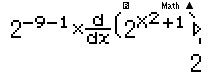 Math ▲
2^{-9-1}×d/dx(2^{x^2+1}
2